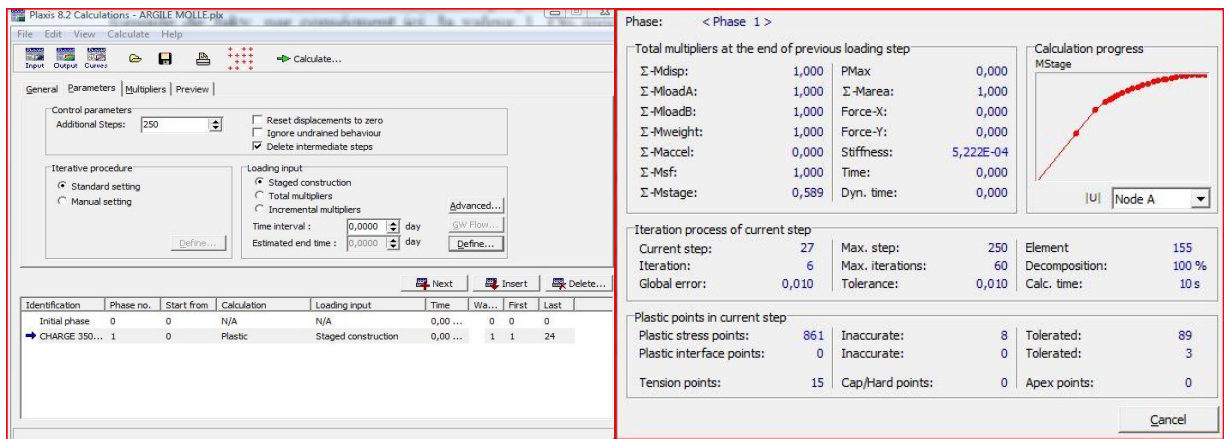 Plaxis 8.2 Calculations - ARGILE MOLLE.plx
File Edit View Calculate Help
Input Output Curves Calculate...
General Parameters Multipliers Preview
Control parameters
Additional Steps: 250
Reset displacements to zero
Ignore undrained behaviour
Delete intermediate steps
Iterative procedure
Standard setting
Manual setting
Define...
Loading input
Staged construction
Total multipliers
Incremental multipliers
Advanced...
Time interval : 0,0000 day GW Flow...
Estimated end time : 0,0000 day Define...
Next Insert Delete...
Identification Phase no. Start from Calculation Loading input Time Wa... First Last
Initial phase 0 0 N/A N/A 0,00 ... 0 0 0
CHARGE 350... 1 0 Plastic Staged construction 0,00 ... 1 1 24
Phase: < Phase 1 >
Total multipliers at the end of previous loading step
Σ-Mdisp: 1,000 PMax 0,000
Σ-MloadA: 1,000 Σ-Marea: 1,000
Σ-MloadB: 1,000 Force-X: 0,000
Σ-Mweight: 1,000 Force-Y: 0,000
Σ-Maccel: 0,000 Stiffness: 5,222E-04
Σ-Msf: 1,000 Time: 0,000
Σ-Mstage: 0,589 Dyn. time: 0,000
Calculation progress
MStage
|U| Node A
Iteration process of current step
Current step: 27 Max. step: 250 Element 155
Iteration: 6 Max. iterations: 60 Decomposition: 100 %
Global error: 0,010 Tolerance: 0,010 Calc. time: 10 s
Plastic points in current step
Plastic stress points: 861 Inaccurate: 8 Tolerated: 89
Plastic interface points: 0 Inaccurate: 0 Tolerated: 3
Tension points: 15 Cap/Hard points: 0 Apex points: 0
Cancel